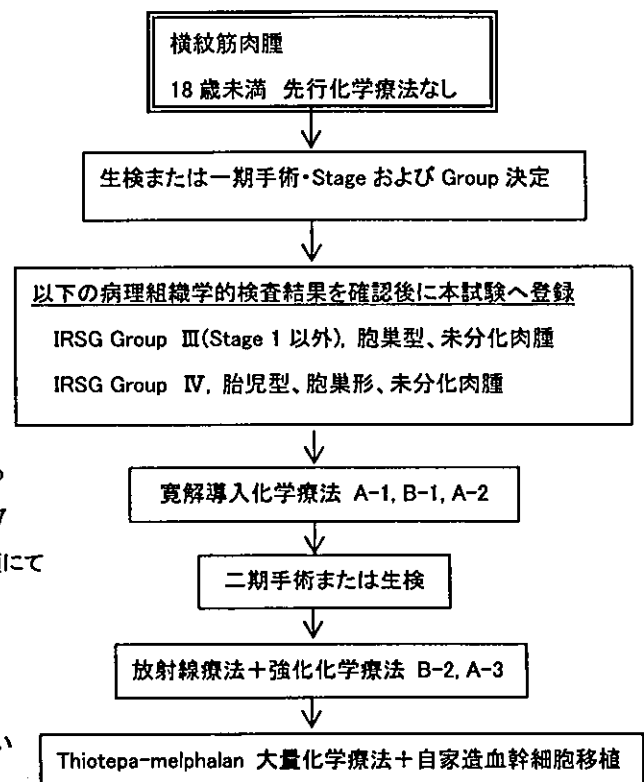 横紋筋肉腫
18歳未満 先行化学療法なし
生検または一期手術・Stage および Group 決定
以下の病理組織学的検査結果を確認後に本試験へ登録
IRSG Group Ⅲ(Stage 1 以外), 胞巣型、未分化肉腫
IRSG Group Ⅳ, 胎児型、胞巣形、未分化肉腫
寛解導入化学療法 A-1, B-1, A-2
にて
二期手術または生検
放射線療法+強化化学療法 B-2, A-3
い
Thiotepa-melphalan 大量化学療法+自家造血幹細胞移植